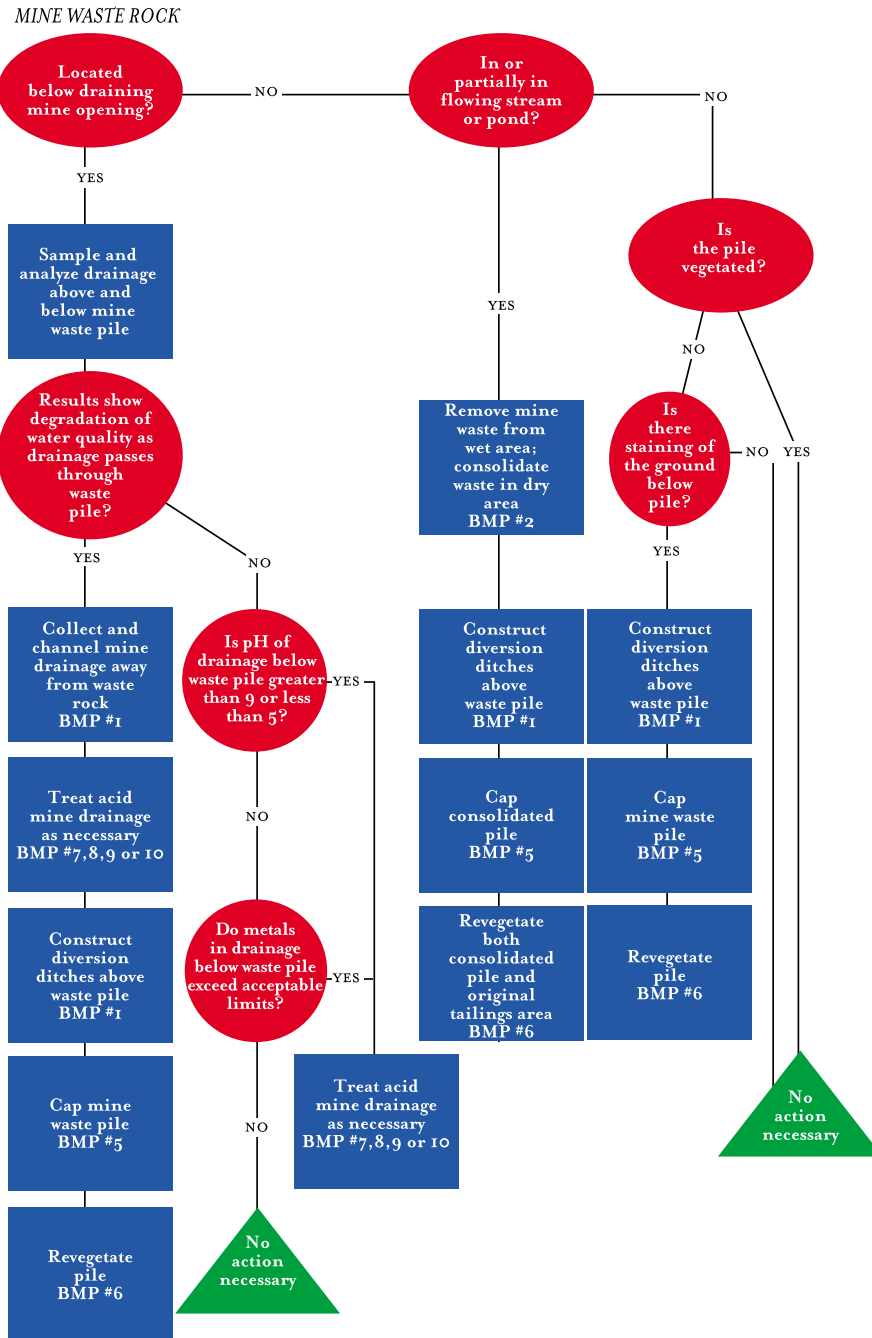 MINE WASTE ROCK
Located
below draining
mine opening?
NO
In or
partially in
flowing stream
or pond?
NO
YES
Is
the pile
vegetated?
Sample and
analyze drainage
above and
below mine
waste pile
YES
NO
Results show
degradation of
water quality as
drainage passes
through
waste
pile?
Remove mine
waste from
wet area;
consolidate
waste in dry
area
BMP #2
Is
there
staining of
the ground
below
pile?
NO
YES
YES
NO
YES
Collect and
channel mine
drainage away
from waste
rock
BMP #1
Is pH of
drainage below
waste pile greater
than 9 or less
than 5?
YES
Construct
diversion
ditches
above
waste pile
BMP #1
Construct
diversion
ditches
above
waste pile
BMP #1
Treat acid
mine drainage
as necessary
BMP #7,8,9 or 10
NO
Cap
consolidated
pile
BMP #5
Cap
mine waste
pile
BMP #5
Construct
diversion
ditches above
waste pile
BMP #1
Do metals
in drainage
below waste pile
exceed acceptable
limits?
YES
Revegetate
both
consolidated
pile and
original
tailings area
BMP #6
Revegetate
pile
BMP #6
Cap mine
waste pile
BMP #5
NO
Treat acid
mine drainage
as necessary
BMP #7,8,9 or 10
No
action
necessary
Revegetate
pile
BMP #6
No
action
necessary